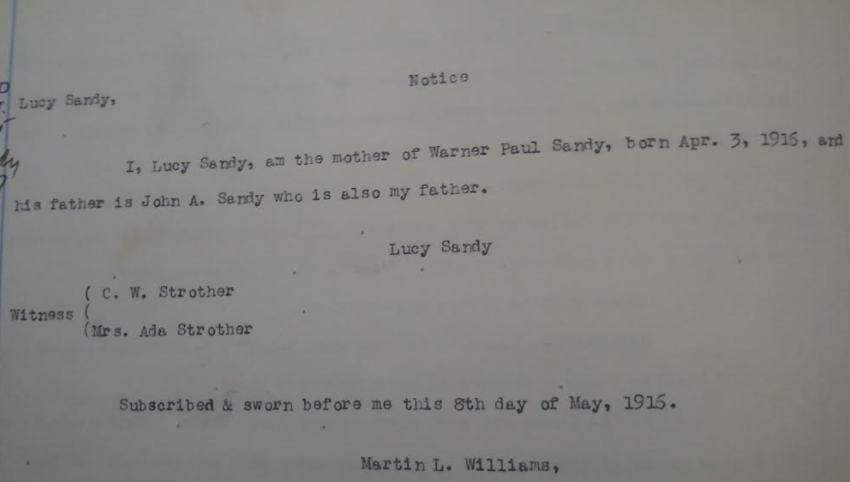 Notice
Lucy Sandy,
I, Lucy Sandy, am the mother of Warner Paul Sandy, born Apr. 3, 1916, and
his father is John A. Sandy who is also my father.
Lucy Sandy
( C. W. Strother
Witness (
(Mrs. Ada Strother
Subscribed & sworn before me this 8th day of May, 1916.
Martin L. Williams,